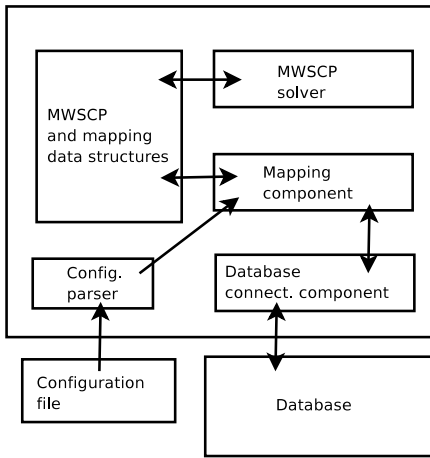 MWSCP
and mapping
data structures
MWSCP
solver
Mapping
component
Config.
parser
Database
connect. component
Configuration
file
Database